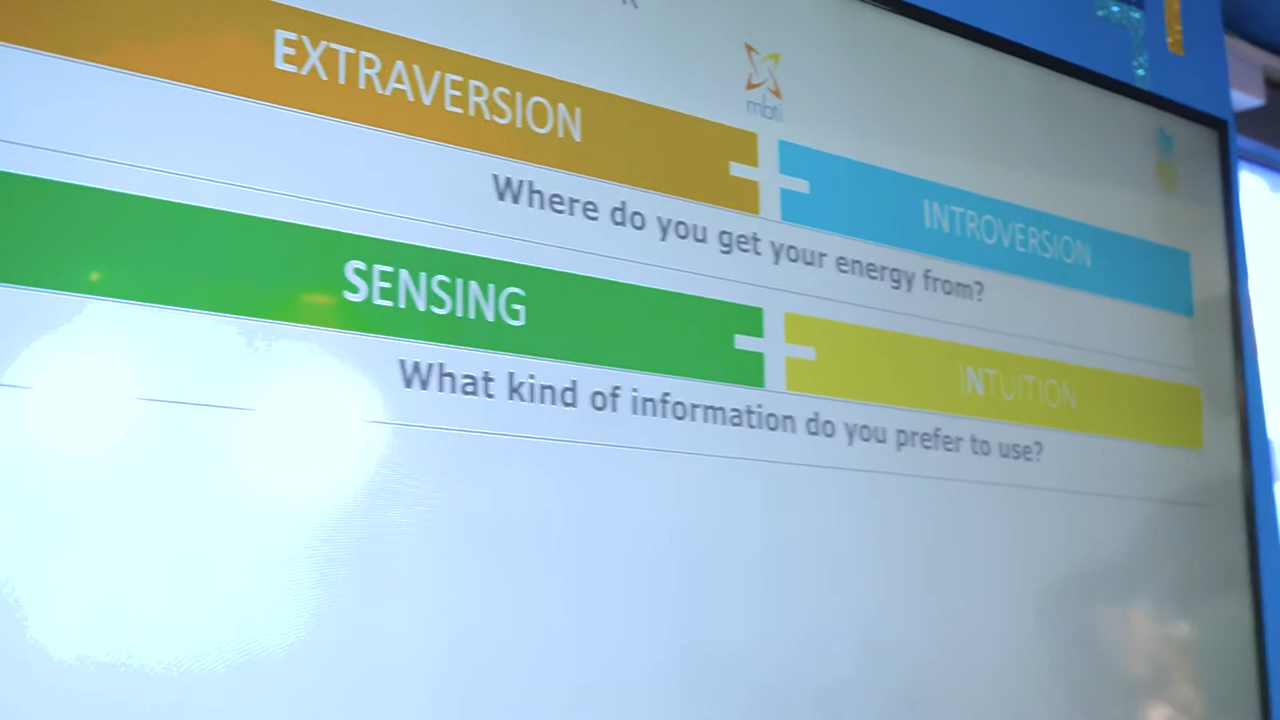 mbti
EXTRAVERSION
INTROVERSION
Where do you get your energy from?
SENSING
INTUITION
What kind of information do you prefer to use?